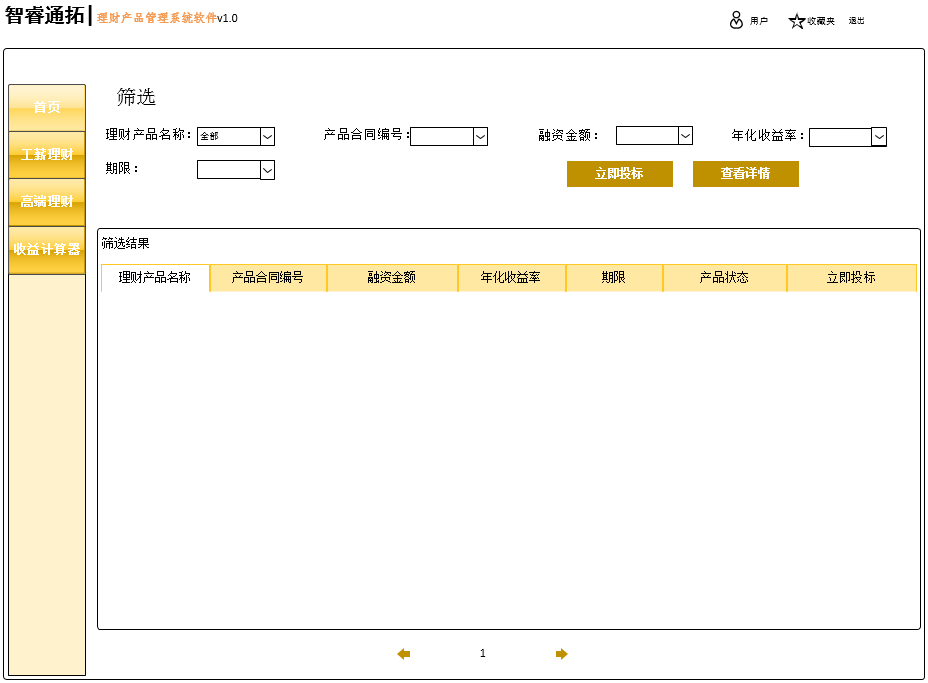 智睿通拓 理财产品管理系统软件v1.0
用户 收藏夹 退出
首页
工薪理财
高端理财
收益计算器
筛选
理财产品名称： 全部 产品合同编号： 融资金额： 年化收益率：
期限： 立即投标 查看详情
筛选结果
理财产品名称 产品合同编号 融资金额 年化收益率 期限 产品状态 立即投标
1